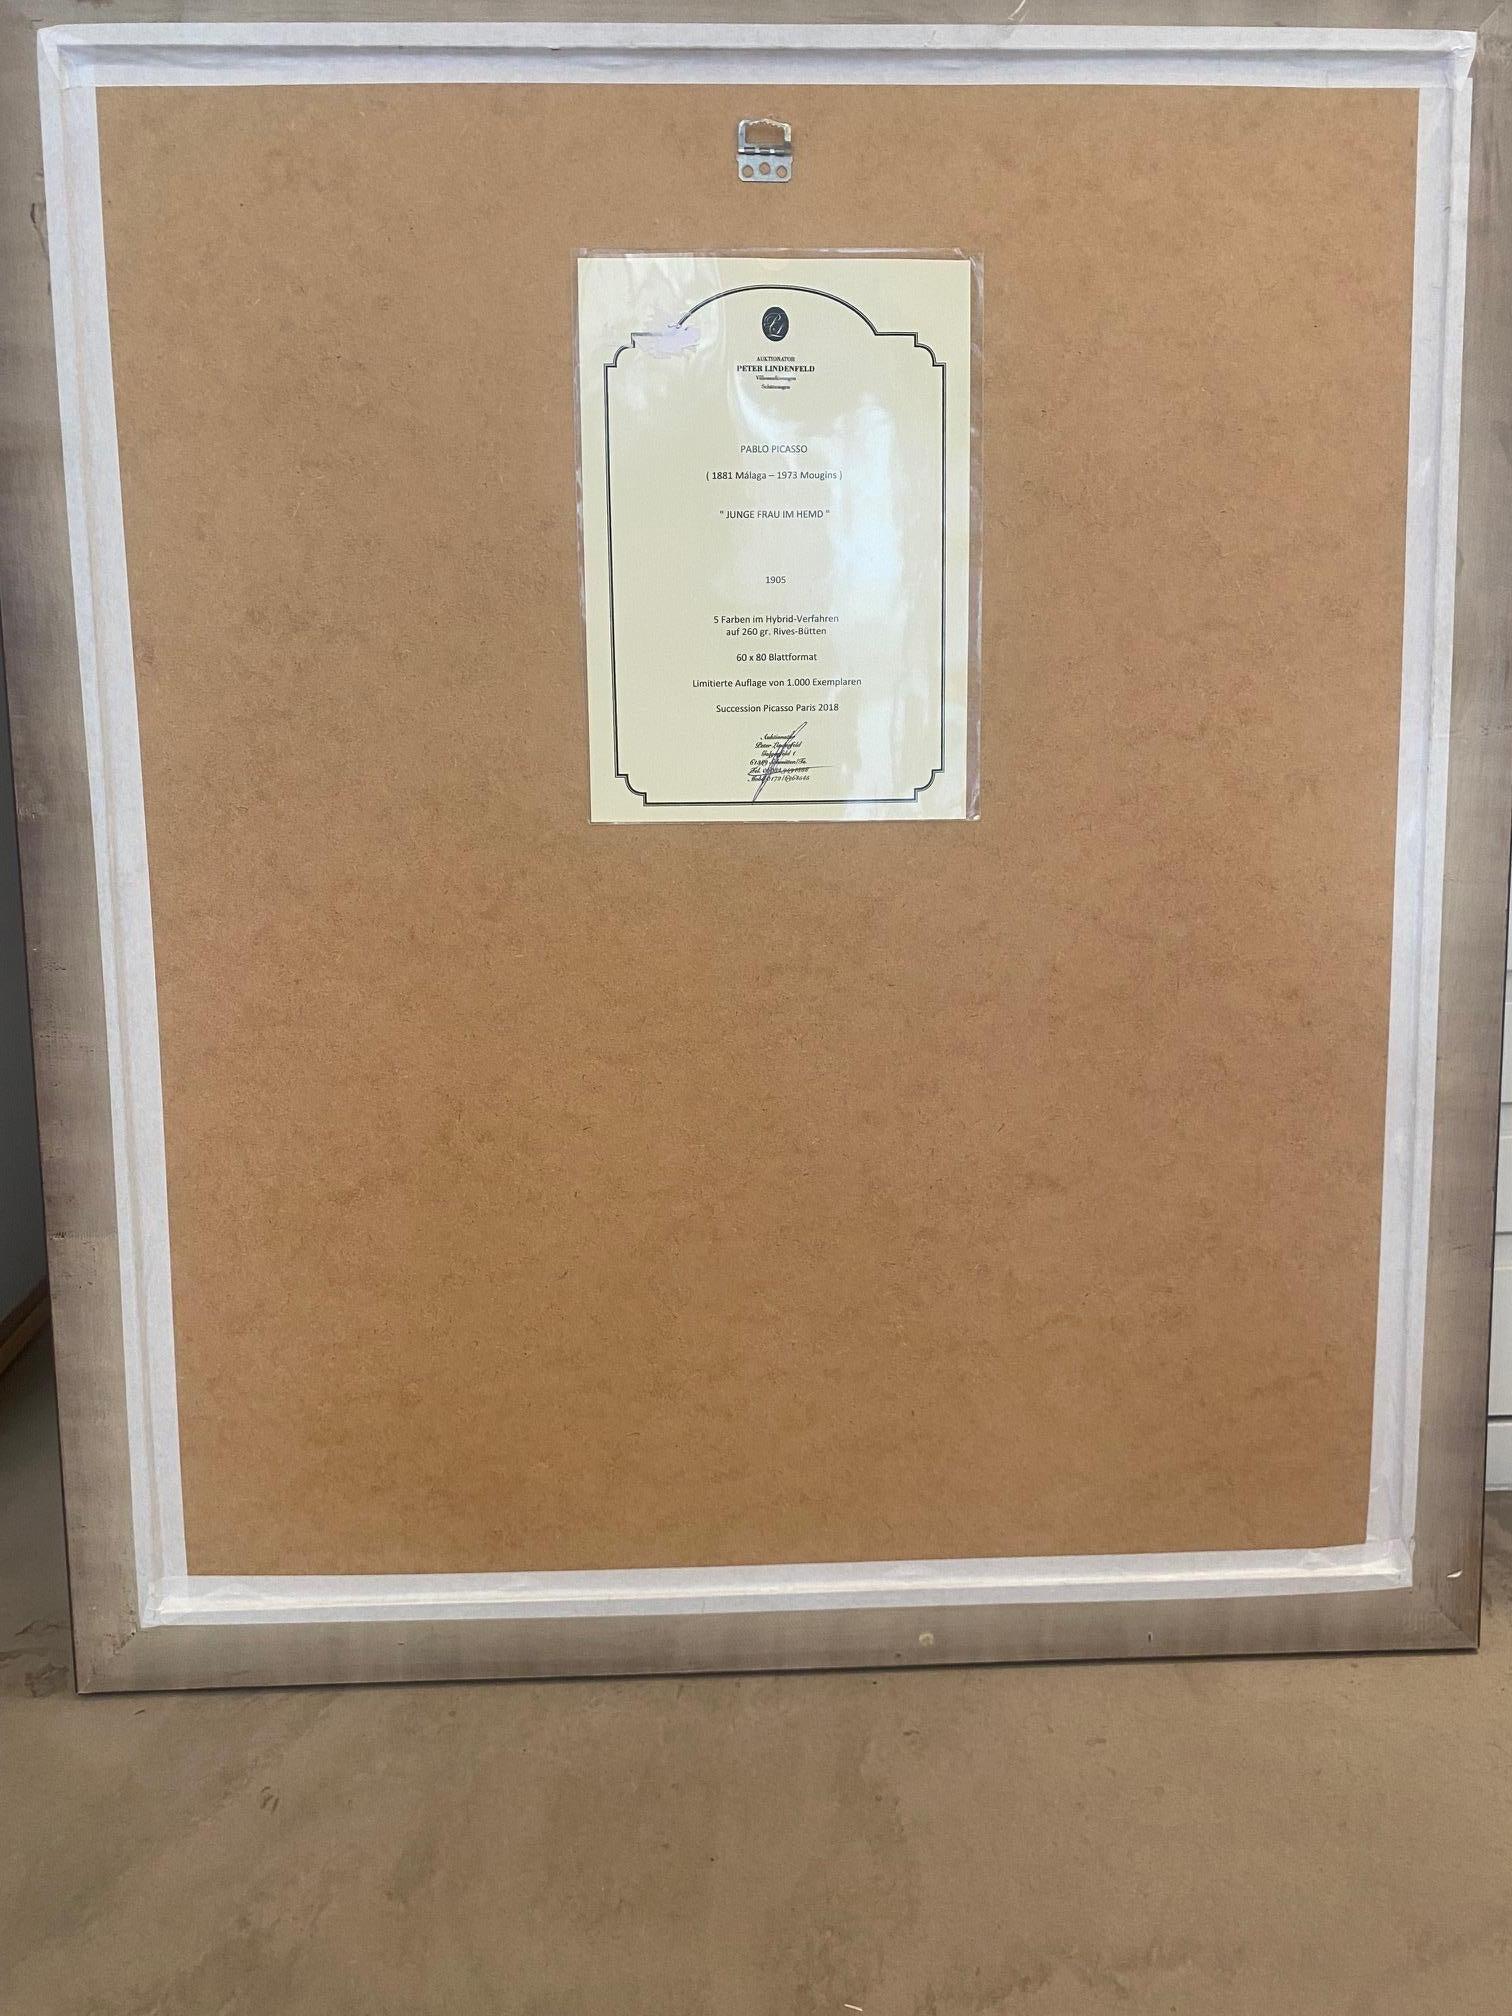 PL
AUKTIONATOR
PETER LINDENFELD
Schätzungen
PABLO PICASSO
( 1881 Málaga – 1973 Mougins )
" JUNGE FRAU IM HEMD "
1905
5 Farben im Hybrid-Verfahren
auf 260 gr. Rives-Bütten
60 x 80 Blattformat
Limitierte Auflage von 1.000 Exemplaren
Succession Picasso Paris 2018
Auktionator
Peter Lindenfeld